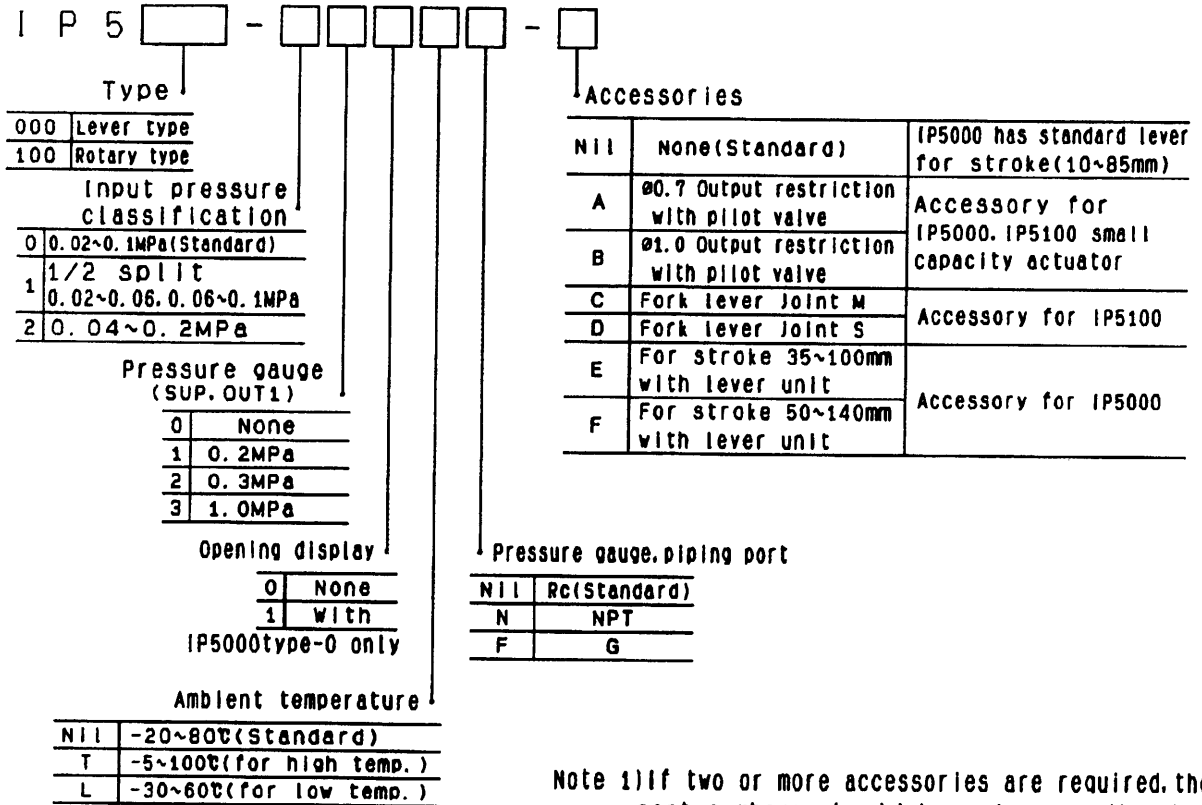 IP5□-□□□□□-□
Type
000 Lever type
100 Rotary type
Input pressure
classification
0 0.02~0.1MPa(Standard)
1 1/2 split
0.02~0.06.0.06~0.1MPa
2 0.04~0.2MPa
Pressure gauge
(SUP.OUT1)
0 None
1 0.2MPa
2 0.3MPa
3 1.0MPa
Opening display
0 None
1 With
IP5000type-0 only
Ambient temperature
Nil -20~80℃(Standard)
T -5~100℃(for high temp.)
L -30~60℃(for low temp.)
Pressure gauge.piping port
Nil Rc(Standard)
N NPT
F G
Accessories
Nil None(Standard) IP5000 has standard lever
for stroke(10~85mm)
A ø0.7 Output restriction
with pilot valve
B ø1.0 Output restriction
with pilot valve
Accessory for
IP5000.IP5100 small
capacity actuator
C Fork lever Joint M
D Fork lever Joint S
Accessory for IP5100
E For stroke 35~100mm
with lever unit
F For stroke 50~140mm
with lever unit
Accessory for IP5000
Note 1)If two or more accessories are required.the